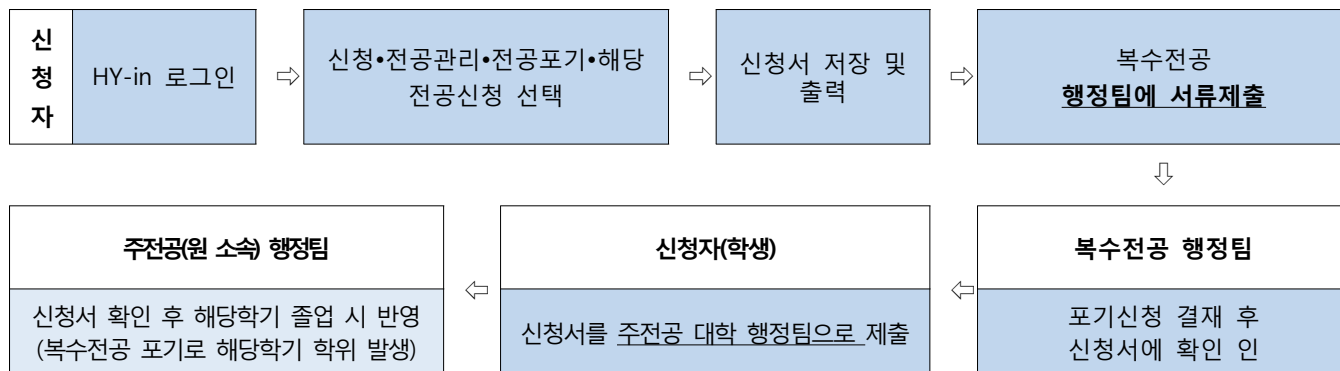 신
청
자
HY-in 로그인
⇨
신청•전공관리•전공포기•해당
전공신청 선택
⇨
신청서 저장 및
출력
⇨
복수전공
행정팀에 서류제출
⇩
복수전공 행정팀
포기신청 결재 후
신청서에 확인 인
⇦
신청자(학생)
신청서를 주전공 대학 행정팀으로 제출
⇦
주전공(원 소속) 행정팀
신청서 확인 후 해당학기 졸업 시 반영
(복수전공 포기로 해당학기 학위 발생)